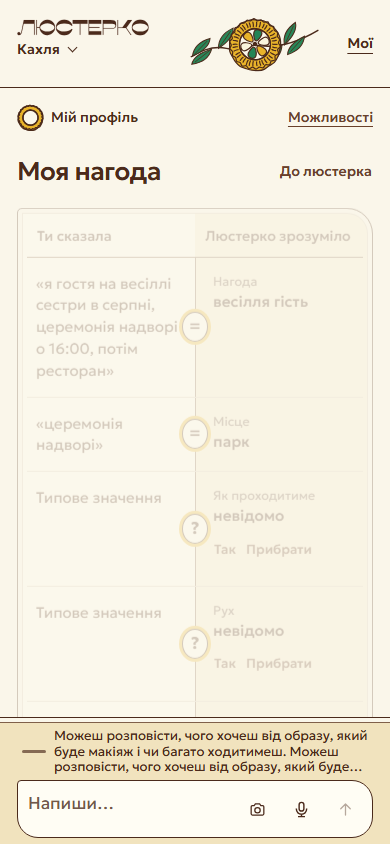 ЛЮСТЕРКО
Кахля
Мої
Мій профіль
Можливості
Моя нагода
До люстерка
Ти сказала
Люстерко зрозуміло
«я гостя на весіллі
сестри в серпні,
церемонія надворі
о 16:00, потім
ресторан»
=
Нагода
весілля гість
«церемонія
надворі»
=
Місце
парк
Типове значення
?
Як проходитиме
невідомо
Так Прибрати
Типове значення
?
Рух
невідомо
Так Прибрати
Можеш розповісти, чого хочеш від образу, який
буде макіяж і чи багато ходитимеш. Можеш
розповісти, чого хочеш від образу, який буде…
Напиши…